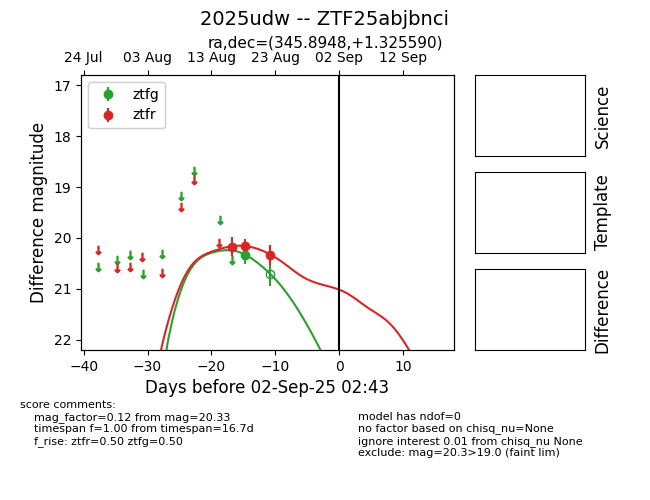 2025udw -- ZTF25abjbnci
ra,dec=(345.8948,+1.325590)
24 Jul 03 Aug 13 Aug 23 Aug 02 Sep 12 Sep
17
18
19
20
21
22
Difference magnitude
ztfg
ztfr
−40 −30 −20 −10 0 10
Days before 02-Sep-25 02:43
Science
Template
Difference
score comments:
mag_factor=0.12 from mag=20.33
timespan f=1.00 from timespan=16.7d
f_rise: ztfr=0.50 ztfg=0.50
model has ndof=0
no factor based on chisq_nu=None
ignore interest 0.01 from chisq_nu None
exclude: mag=20.3>19.0 (faint lim)